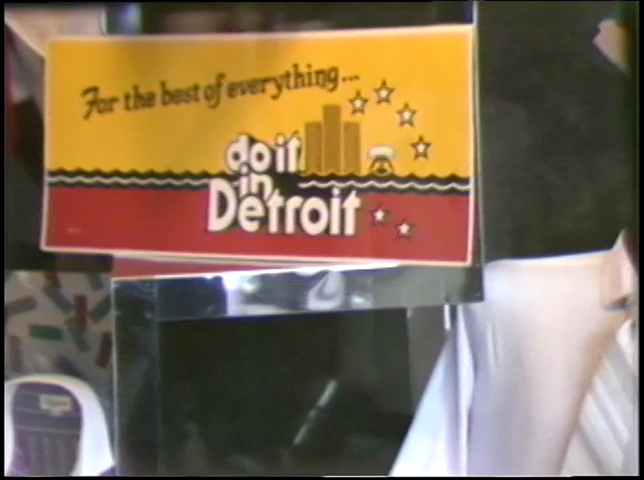 For the best of everything...
do it
in
Detroit